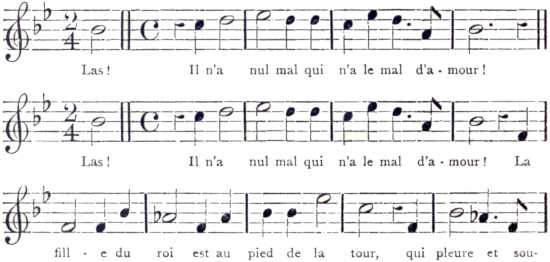 Las! Il n'a nul mal qui n'a le mal d'a - mour!
Las! Il n'a nul mal qui n'a le mal d'a - mour! La
fill - e du roi est au pied de la tour, qui pleure et sou-